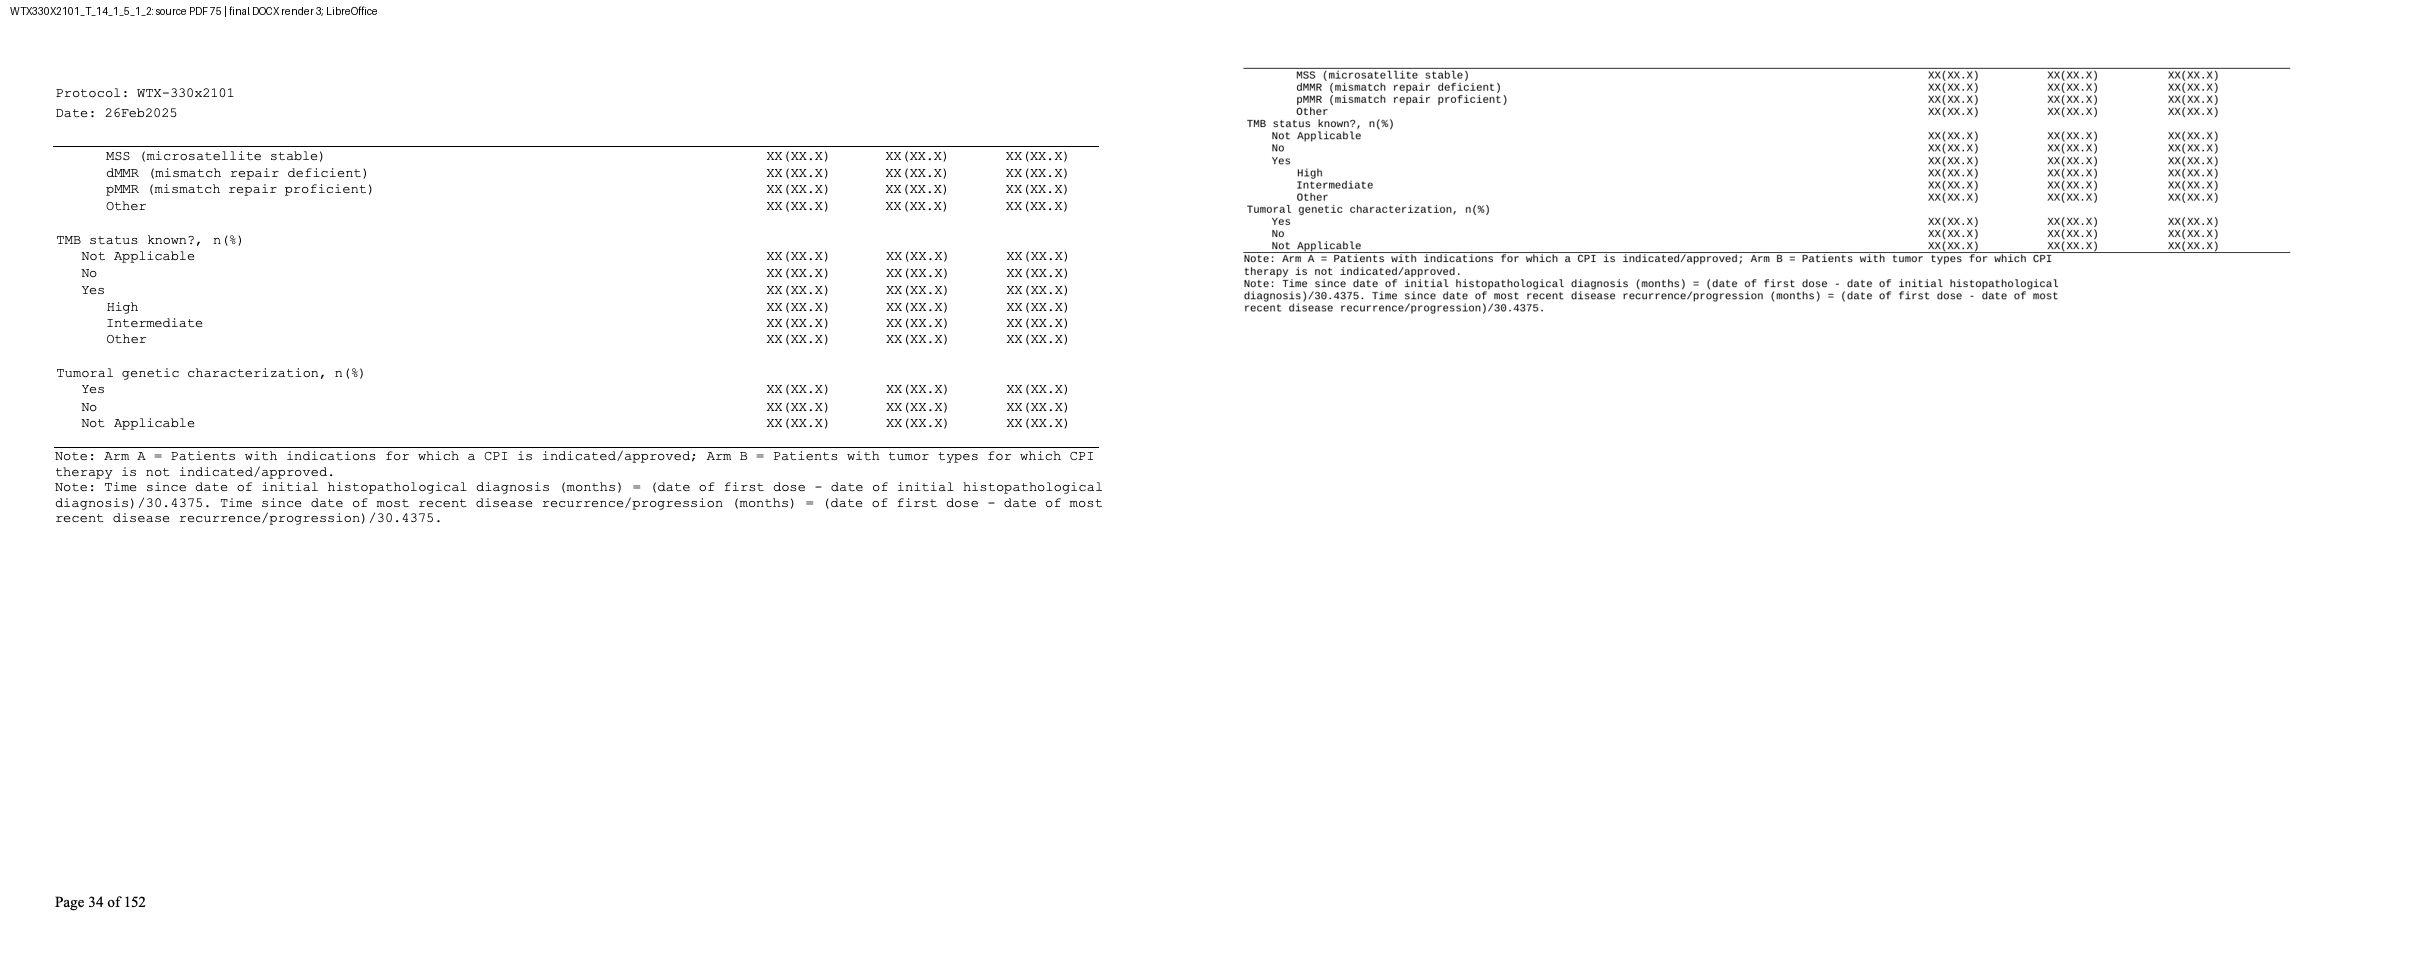 WTX330X2101_T_14_1_5_1_2: source PDF 75 | final DOCX render 3; LibreOffice
Protocol: WTX-330x2101
Date: 26Feb2025
MSS (microsatellite stable) XX(XX.X) XX(XX.X) XX(XX.X)
dMMR (mismatch repair deficient) XX(XX.X) XX(XX.X) XX(XX.X)
pMMR (mismatch repair proficient) XX(XX.X) XX(XX.X) XX(XX.X)
Other XX(XX.X) XX(XX.X) XX(XX.X)
TMB status known?, n(%)
Not Applicable XX(XX.X) XX(XX.X) XX(XX.X)
No XX(XX.X) XX(XX.X) XX(XX.X)
Yes XX(XX.X) XX(XX.X) XX(XX.X)
High XX(XX.X) XX(XX.X) XX(XX.X)
Intermediate XX(XX.X) XX(XX.X) XX(XX.X)
Other XX(XX.X) XX(XX.X) XX(XX.X)
Tumoral genetic characterization, n(%)
Yes XX(XX.X) XX(XX.X) XX(XX.X)
No XX(XX.X) XX(XX.X) XX(XX.X)
Not Applicable XX(XX.X) XX(XX.X) XX(XX.X)
Note: Arm A = Patients with indications for which a CPI is indicated/approved; Arm B = Patients with tumor types for which CPI
therapy is not indicated/approved.
Note: Time since date of initial histopathological diagnosis (months) = (date of first dose - date of initial histopathological
diagnosis)/30.4375. Time since date of most recent disease recurrence/progression (months) = (date of first dose - date of most
recent disease recurrence/progression)/30.4375.
Page 34 of 152
MSS (microsatellite stable) XX(XX.X) XX(XX.X) XX(XX.X)
dMMR (mismatch repair deficient) XX(XX.X) XX(XX.X) XX(XX.X)
pMMR (mismatch repair proficient) XX(XX.X) XX(XX.X) XX(XX.X)
Other XX(XX.X) XX(XX.X) XX(XX.X)
TMB status known?, n(%)
Not Applicable XX(XX.X) XX(XX.X) XX(XX.X)
No XX(XX.X) XX(XX.X) XX(XX.X)
Yes XX(XX.X) XX(XX.X) XX(XX.X)
High XX(XX.X) XX(XX.X) XX(XX.X)
Intermediate XX(XX.X) XX(XX.X) XX(XX.X)
Other XX(XX.X) XX(XX.X) XX(XX.X)
Tumoral genetic characterization, n(%)
Yes XX(XX.X) XX(XX.X) XX(XX.X)
No XX(XX.X) XX(XX.X) XX(XX.X)
Not Applicable XX(XX.X) XX(XX.X) XX(XX.X)
Note: Arm A = Patients with indications for which a CPI is indicated/approved; Arm B = Patients with tumor types for which CPI
therapy is not indicated/approved.
Note: Time since date of initial histopathological diagnosis (months) = (date of first dose - date of initial histopathological
diagnosis)/30.4375. Time since date of most recent disease recurrence/progression (months) = (date of first dose - date of most
recent disease recurrence/progression)/30.4375.